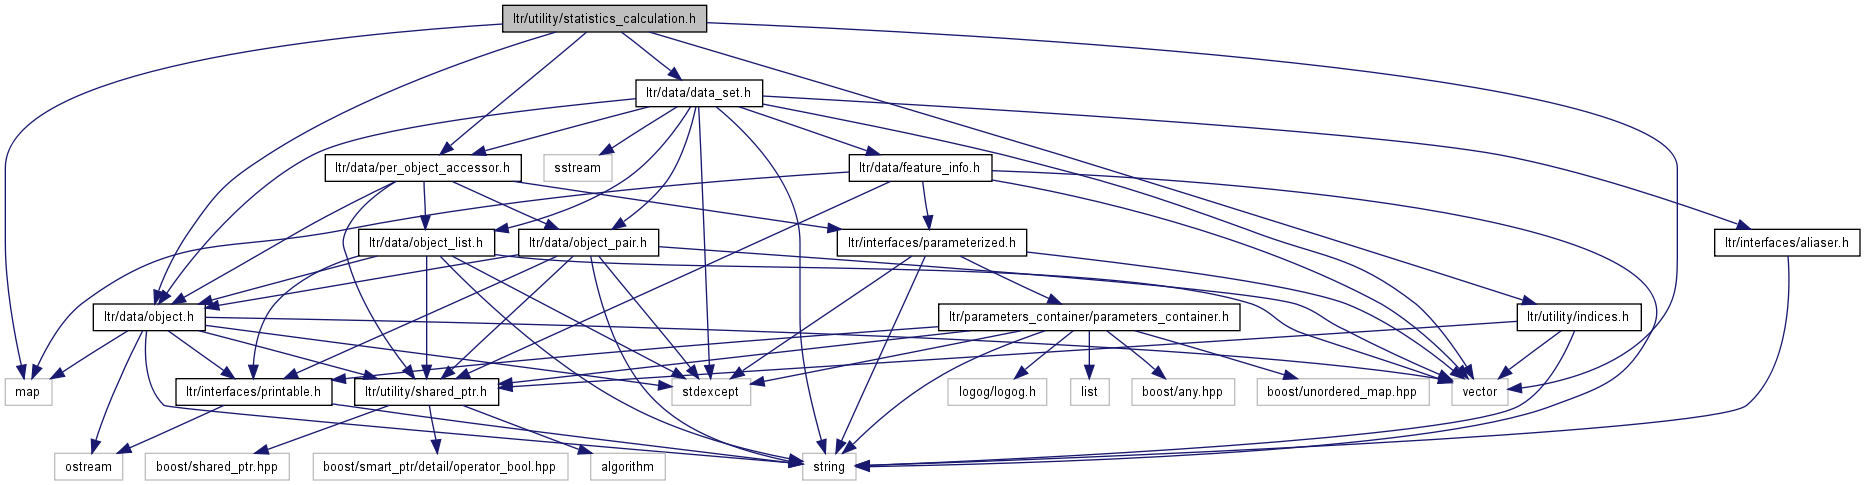 ltr/utility/statistics_calculation.h
ltr/data/data_set.h
ltr/data/per_object_accessor.h
sstream
ltr/data/feature_info.h
ltr/data/object_list.h
ltr/data/object_pair.h
ltr/interfaces/parameterized.h
ltr/interfaces/aliaser.h
ltr/data/object.h
ltr/parameters_container/parameters_container.h
ltr/utility/indices.h
map
ltr/interfaces/printable.h
ltr/utility/shared_ptr.h
stdexcept
logog/logog.h
list
boost/any.hpp
boost/unordered_map.hpp
vector
ostream
boost/shared_ptr.hpp
boost/smart_ptr/detail/operator_bool.hpp
algorithm
string